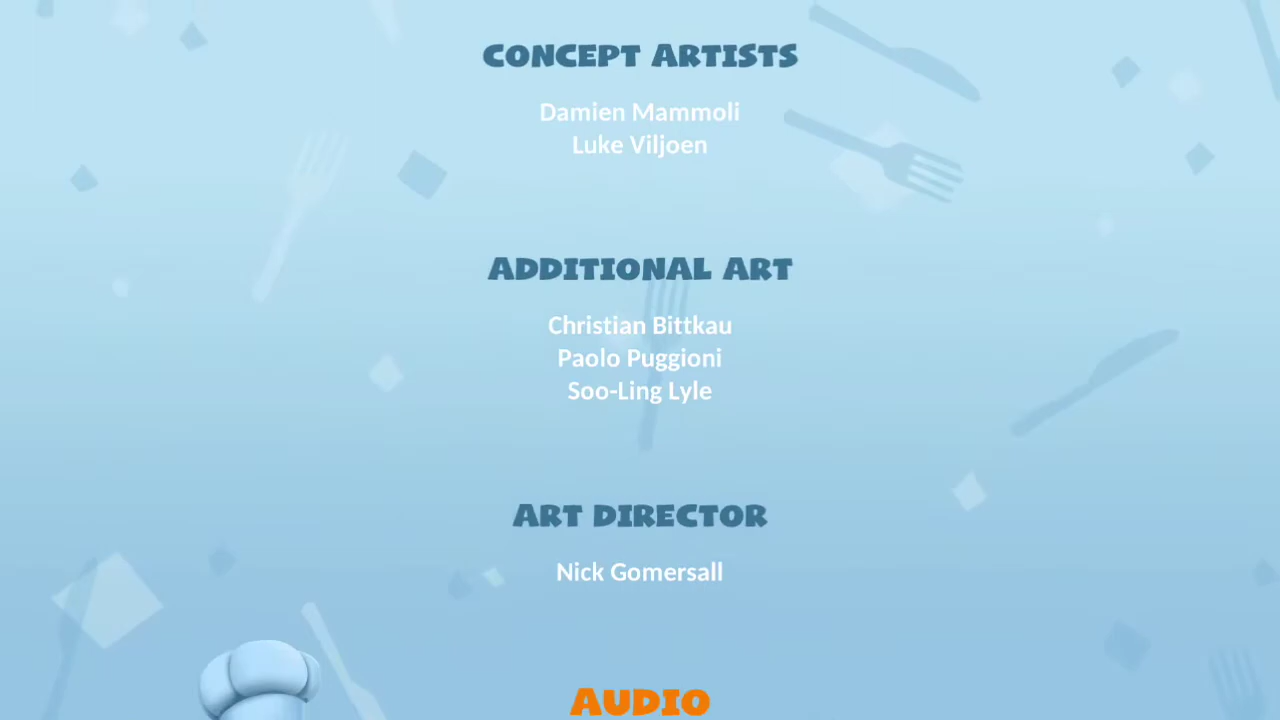 CONCEPT ARTISTS
Damien Mammoli
Luke Viljoen
ADDITIONAL ART
Christian Bittkau
Paolo Puggioni
Soo-Ling Lyle
ART DIRECTOR
Nick Gomersall
AUDIO